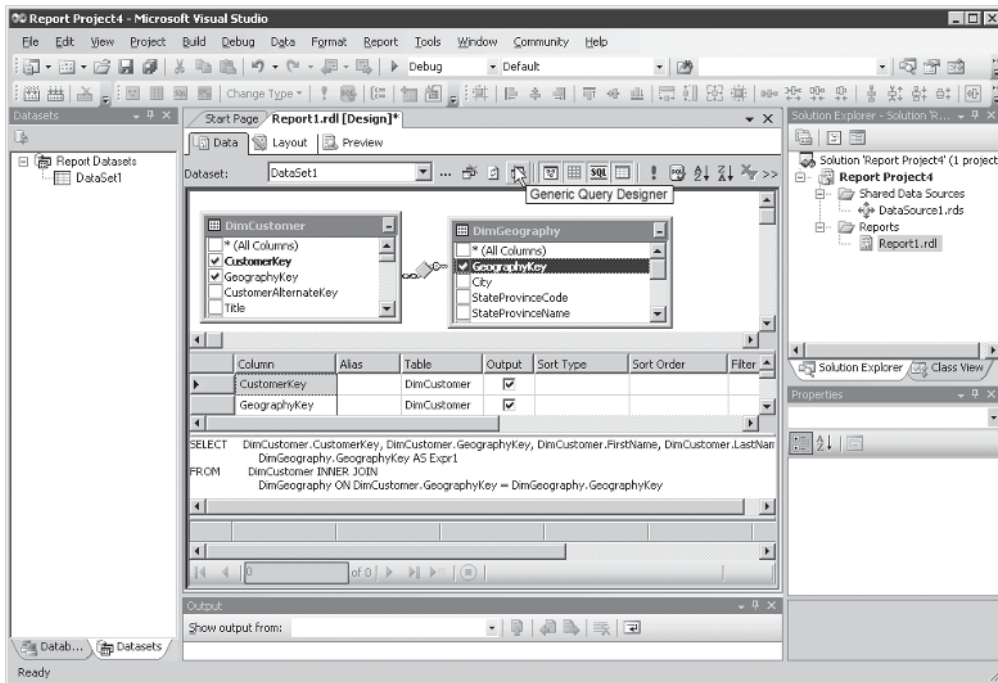 Report Project4 - Microsoft Visual Studio
File Edit View Project Build Debug Data Format Report Tools Window Community Help
Debug Default
Change Type
Datasets
Report Datasets
DataSet1
Datab... Datasets
Start Page Report1.rdl [Design]*
Data Layout Preview
Dataset: DataSet1 ... SQL >>
Generic Query Designer
DimCustomer
* (All Columns)
CustomerKey
GeographyKey
CustomerAlternateKey
Title
DimGeography
* (All Columns)
GeographyKey
City
StateProvinceCode
StateProvinceName
Column Alias Table Output Sort Type Sort Order Filter
CustomerKey DimCustomer
GeographyKey DimCustomer
SELECT DimCustomer.CustomerKey, DimCustomer.GeographyKey, DimCustomer.FirstName, DimCustomer.LastNam
DimGeography.GeographyKey AS Expr1
FROM DimCustomer INNER JOIN
DimGeography ON DimCustomer.GeographyKey = DimGeography.GeographyKey
0 of 0
Output
Show output from:
Solution Explorer - Solution 'R...
Solution 'Report Project4' (1 project
Report Project4
Shared Data Sources
DataSource1.rds
Reports
Report1.rdl
Solution Explorer Class View
Properties
Ready